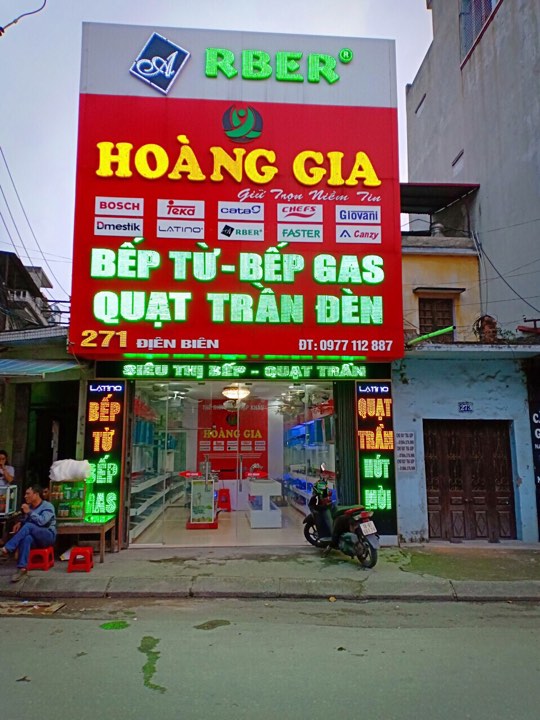 A RBER®
HOÀNG GIA
Giữ Trọn Niềm Tin
BOSCH Teka cata CHEFS Giovani
Dmestik LATINO RBER FASTER Canzy
BẾP TỪ - BẾP GAS
QUẠT TRẦN ĐÈN
271 ĐIỆN BIÊN ĐT: 0977 112 887
SIÊU THỊ BẾP - QUẠT TRẦN
LATINO
BẾP
TỪ
BẾP
GAS
HOÀNG GIA
LATINO
QUẠT
TRẦN
HÚT
MÙI